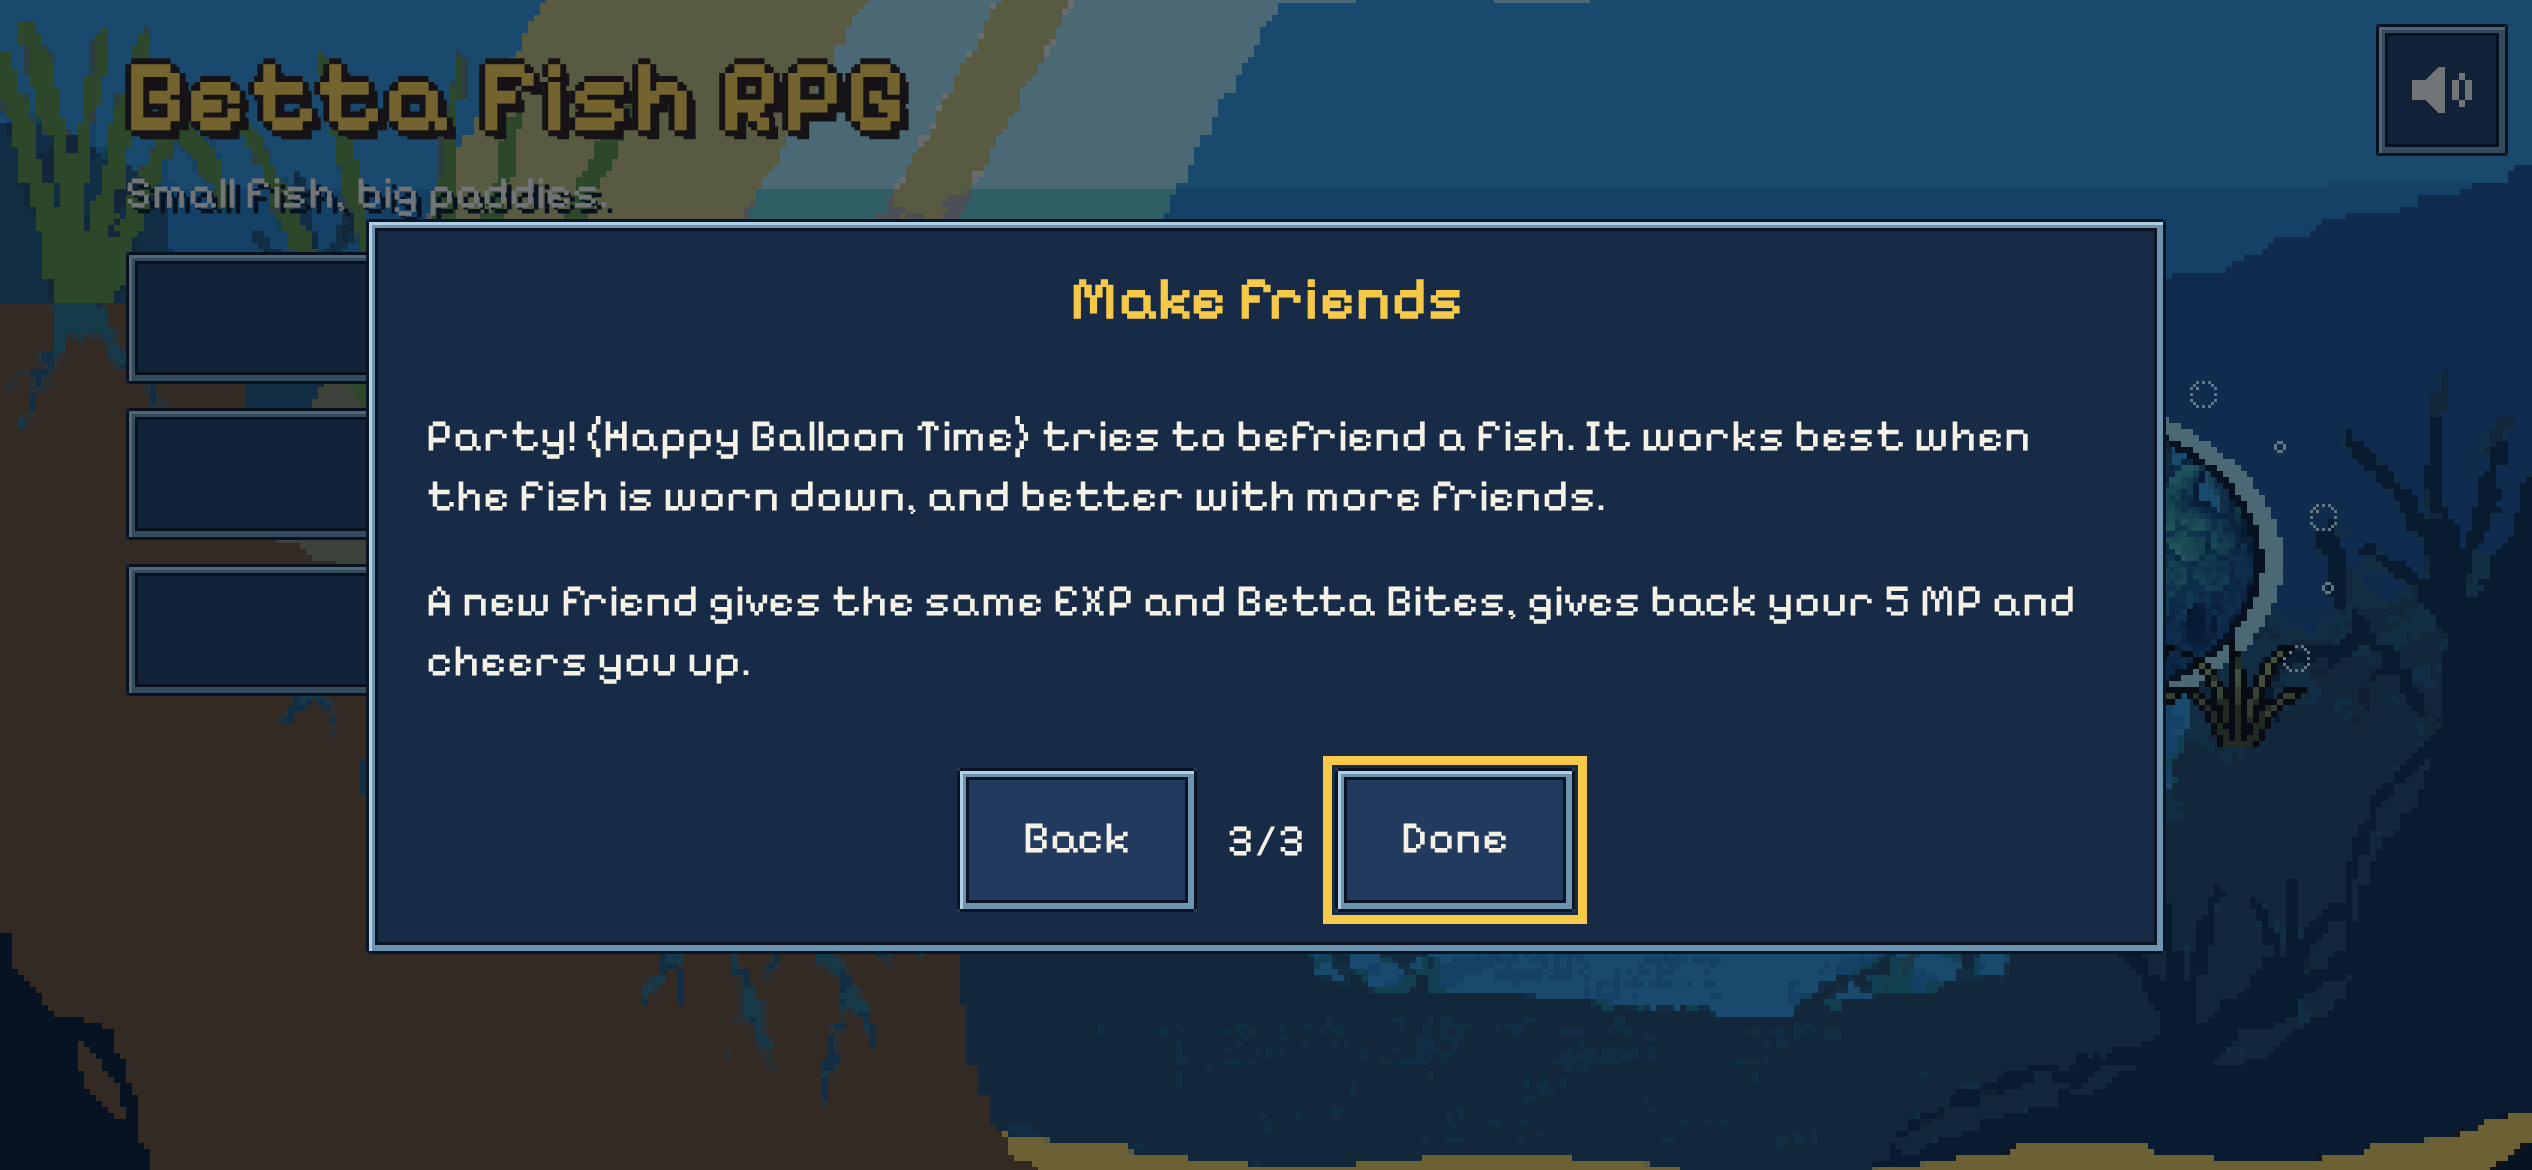 Betta Fish RPG
Small fish, big paddies.
Make Friends
Party! {Happy Balloon Time} tries to befriend a fish. It works best when
the fish is worn down, and better with more friends.
A new friend gives the same EXP and Betta Bites, gives back your 5 MP and
cheers you up.
Back
3/3
Done